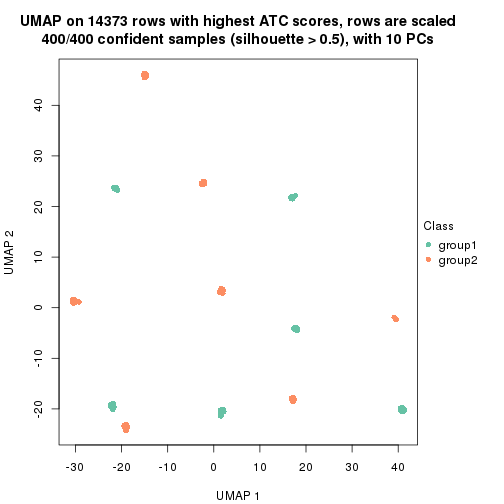 UMAP on 14373 rows with highest ATC scores, rows are scaled
400/400 confident samples (silhouette > 0.5), with 10 PCs
UMAP 2
40
30
20
10
0
-10
-20
Class
group1
group2
-30 -20 -10 0 10 20 30 40
UMAP 1